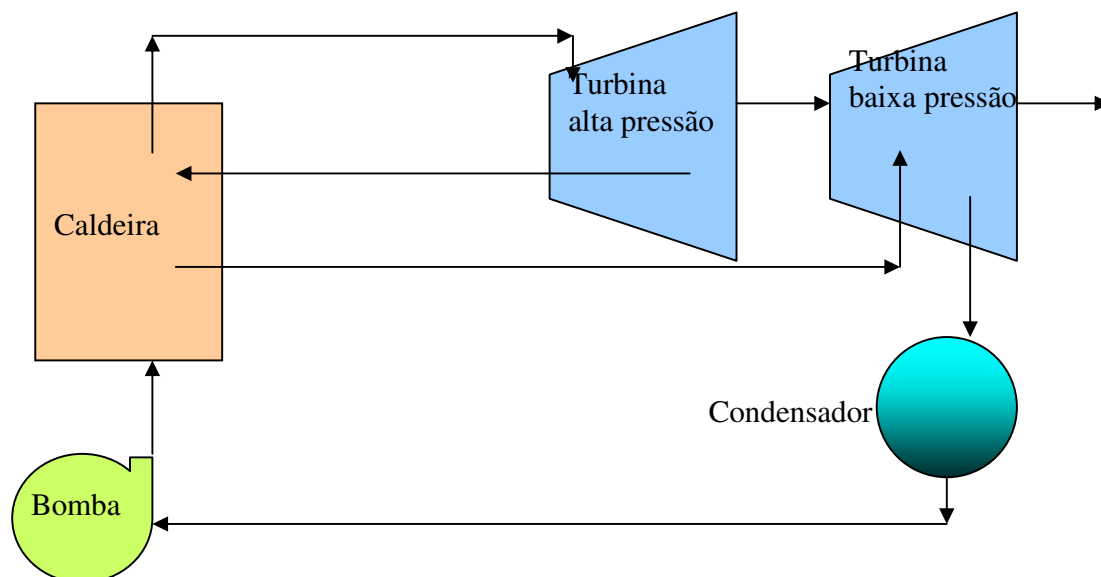 Turbina
alta pressão
Turbina
baixa pressão
Caldeira
Condensador
Bomba